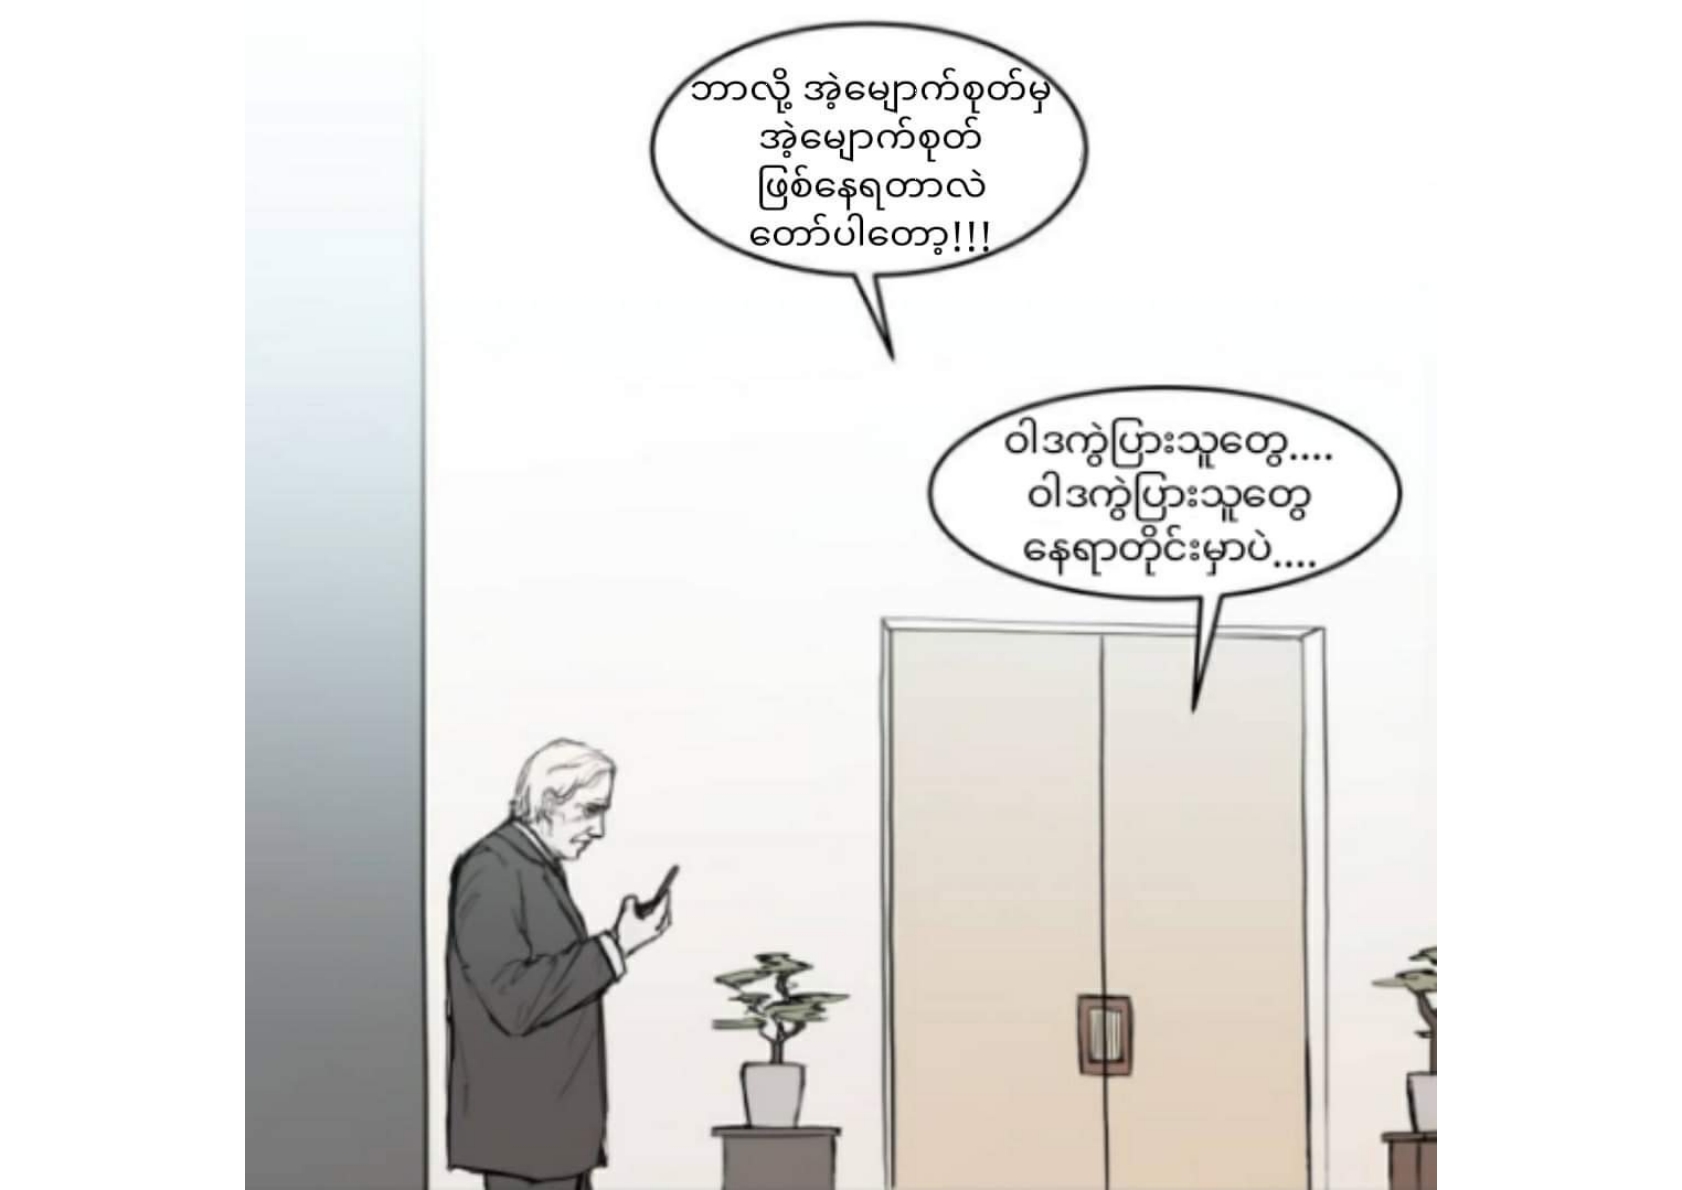 ဘာလို့ အဲ့မျောက်စုတ်မှ
အဲ့မျောက်စုတ်
ဖြစ်နေရတာလဲ
တော်ပါတော့!!!
ဝါဒကွဲပြားသူတွေ....
ဝါဒကွဲပြားသူတွေ
နေရာတိုင်းမှာပဲ....